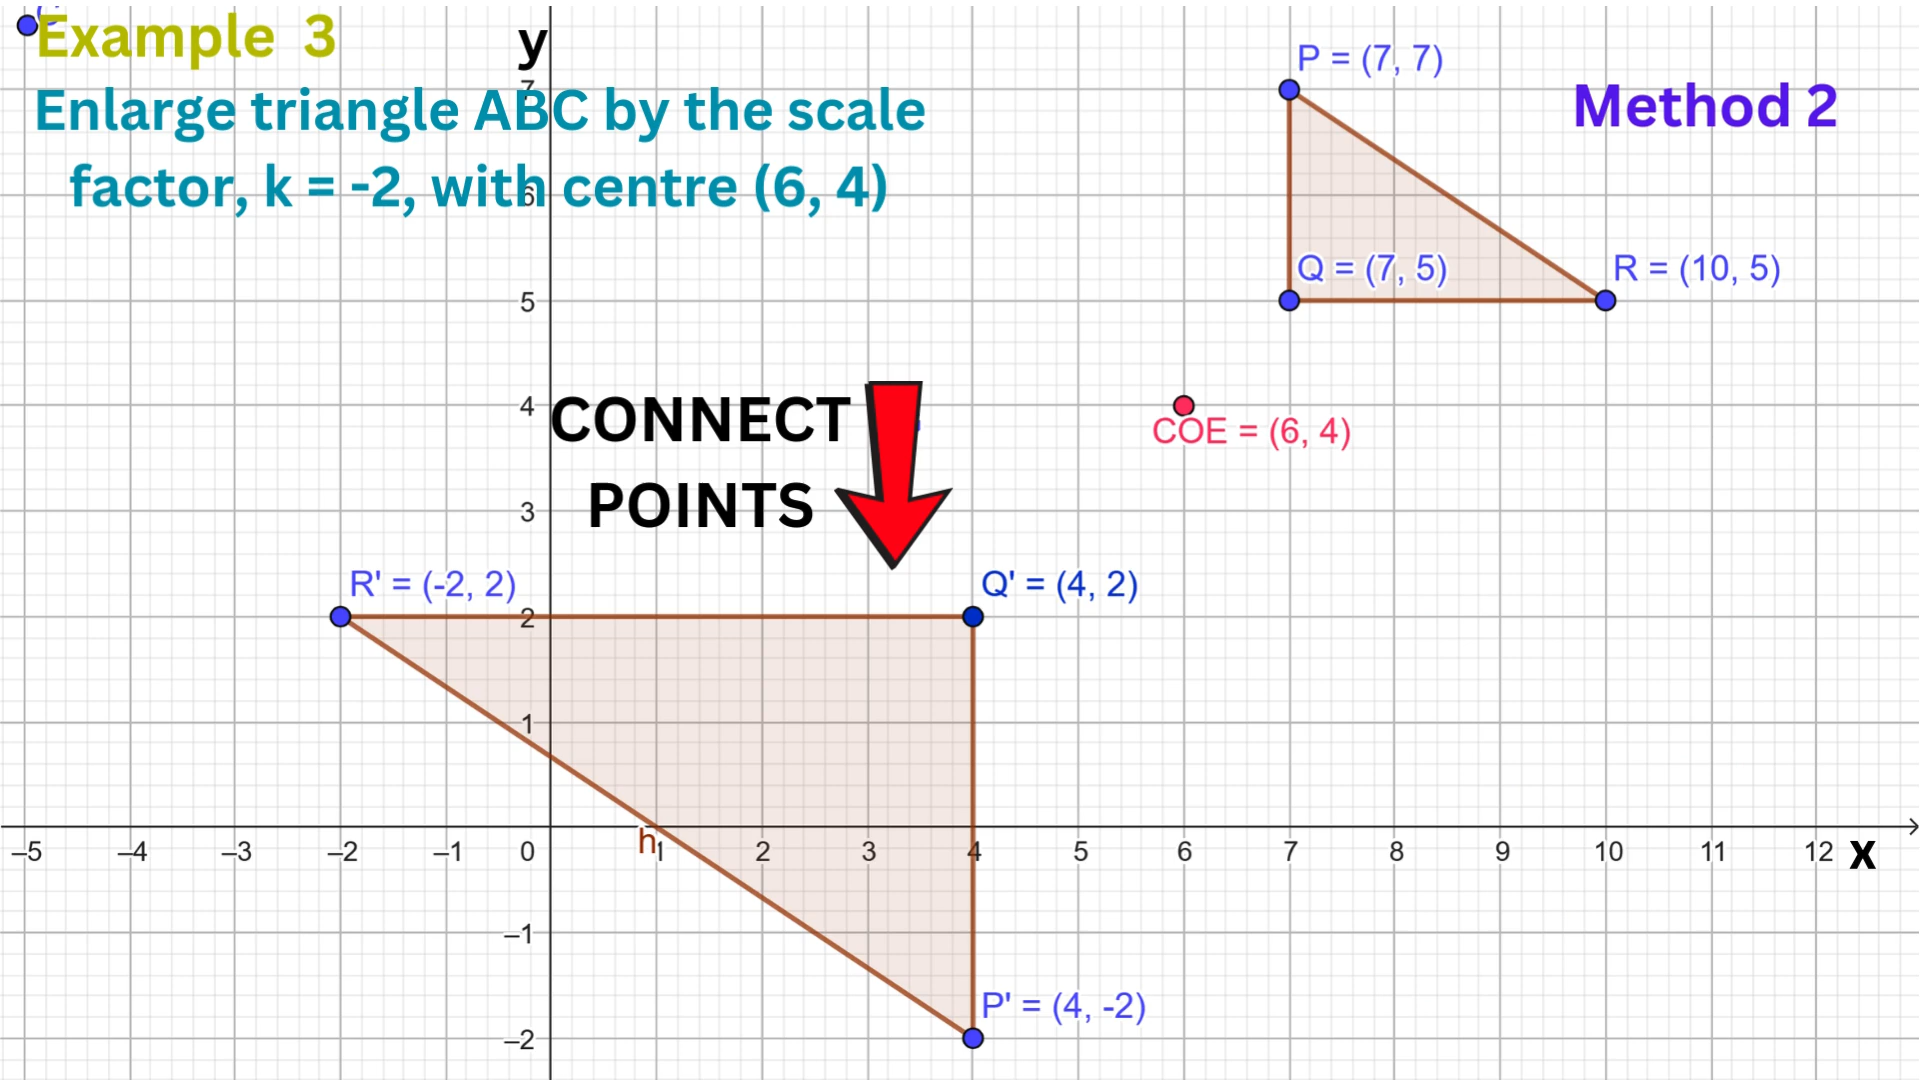 Example 3
Enlarge triangle ABC by the scale
factor, k = -2, with centre (6, 4)
y
Method 2
P = (7, 7)
Q = (7, 5)
R = (10, 5)
COE = (6, 4)
CONNECT
POINTS
R' = (-2, 2)
Q' = (4, 2)
P' = (4, -2)
h
7
6
5
4
3
2
1
–1
–2
–5 –4 –3 –2 –1 0 1 2 3 4 5 6 7 8 9 10 11 12
x